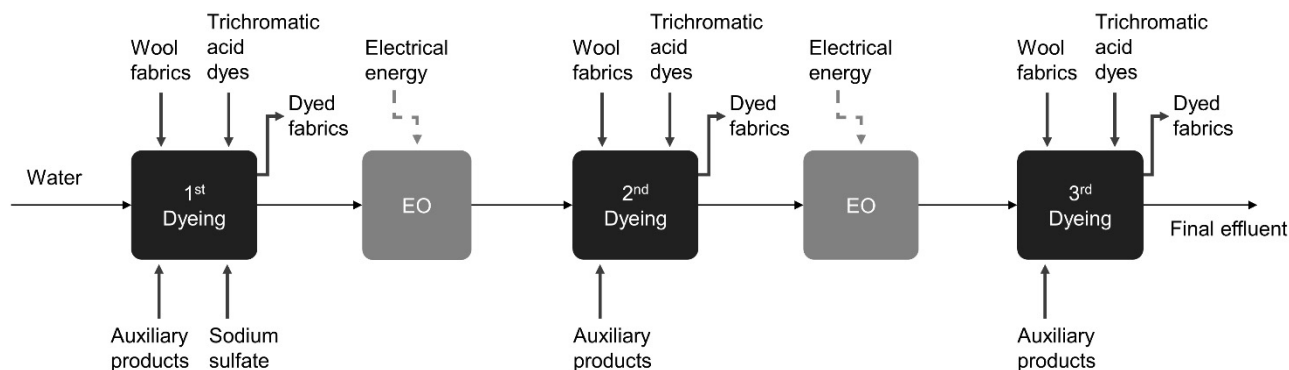 Wool
fabrics
Trichromatic
acid
dyes
Electrical
energy
Dyed
fabrics
Water
1st
Dyeing
EO
Auxiliary
products
Sodium
sulfate
Wool
fabrics
Trichromatic
acid
dyes
Electrical
energy
Dyed
fabrics
2nd
Dyeing
EO
Auxiliary
products
Wool
fabrics
Trichromatic
acid
dyes
Dyed
fabrics
3rd
Dyeing
Final effluent
Auxiliary
products